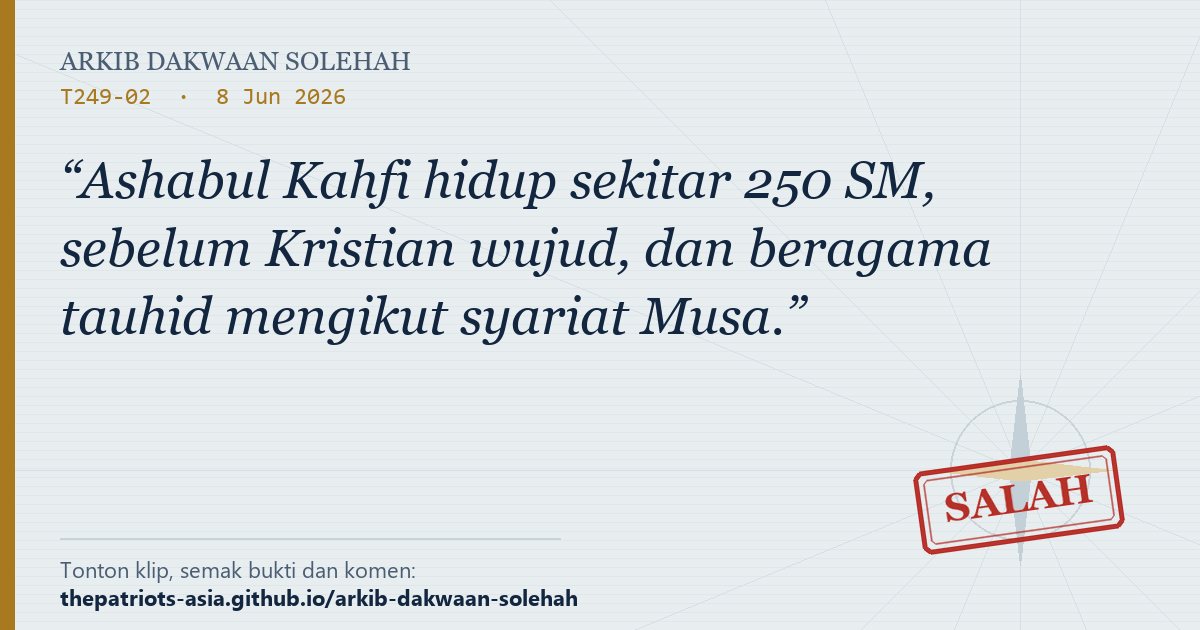 ARKIB DAKWAAN SOLEHAH
T249-02 · 8 Jun 2026
“Ashabul Kahfi hidup sekitar 250 SM,
sebelum Kristian wujud, dan beragama
tauhid mengikut syariat Musa.”
SALAH
Tonton klip, semak bukti dan komen:
thepatriots-asia.github.io/arkib-dakwaan-solehah